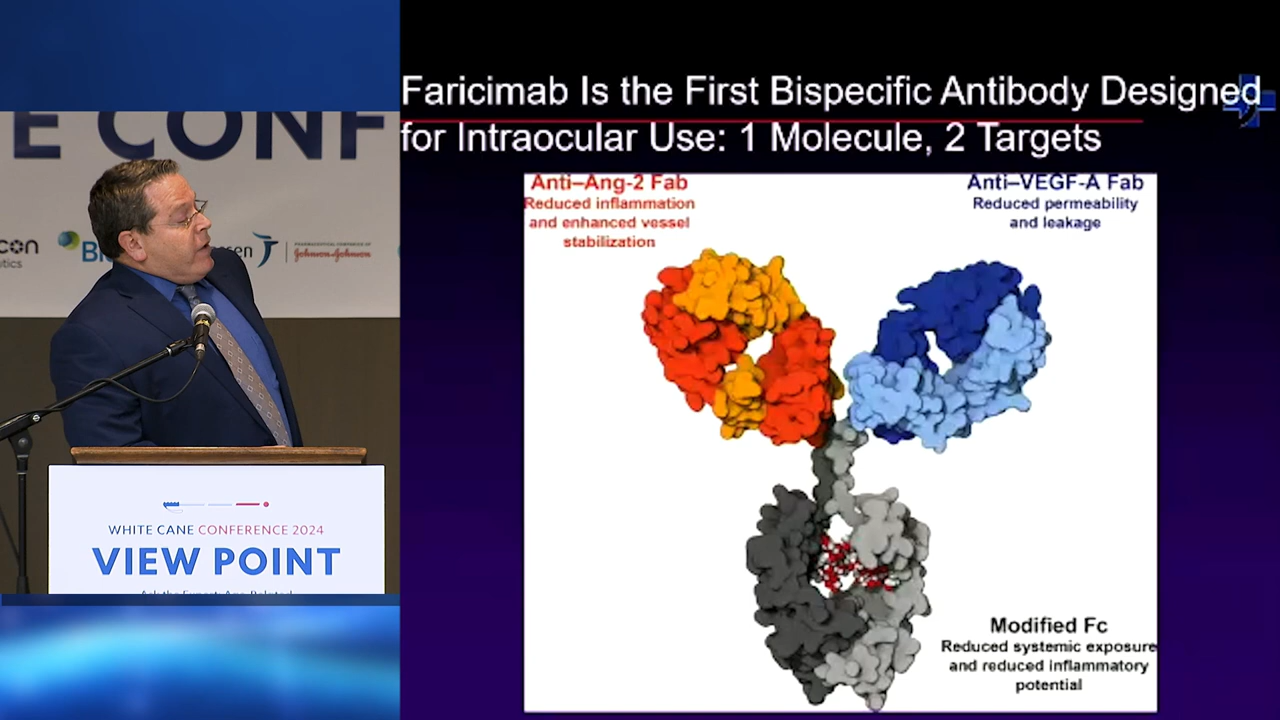 Faricimab Is the First Bispecific Antibody Designed
for Intraocular Use: 1 Molecule, 2 Targets
Anti–Ang-2 Fab
Reduced inflammation
and enhanced vessel
stabilization
Anti–VEGF-A Fab
Reduced permeability
and leakage
Modified Fc
Reduced systemic exposure
and reduced inflammatory
potential
E CONF
Johnson&Johnson
WHITE CANE CONFERENCE 2024
VIEW POINT